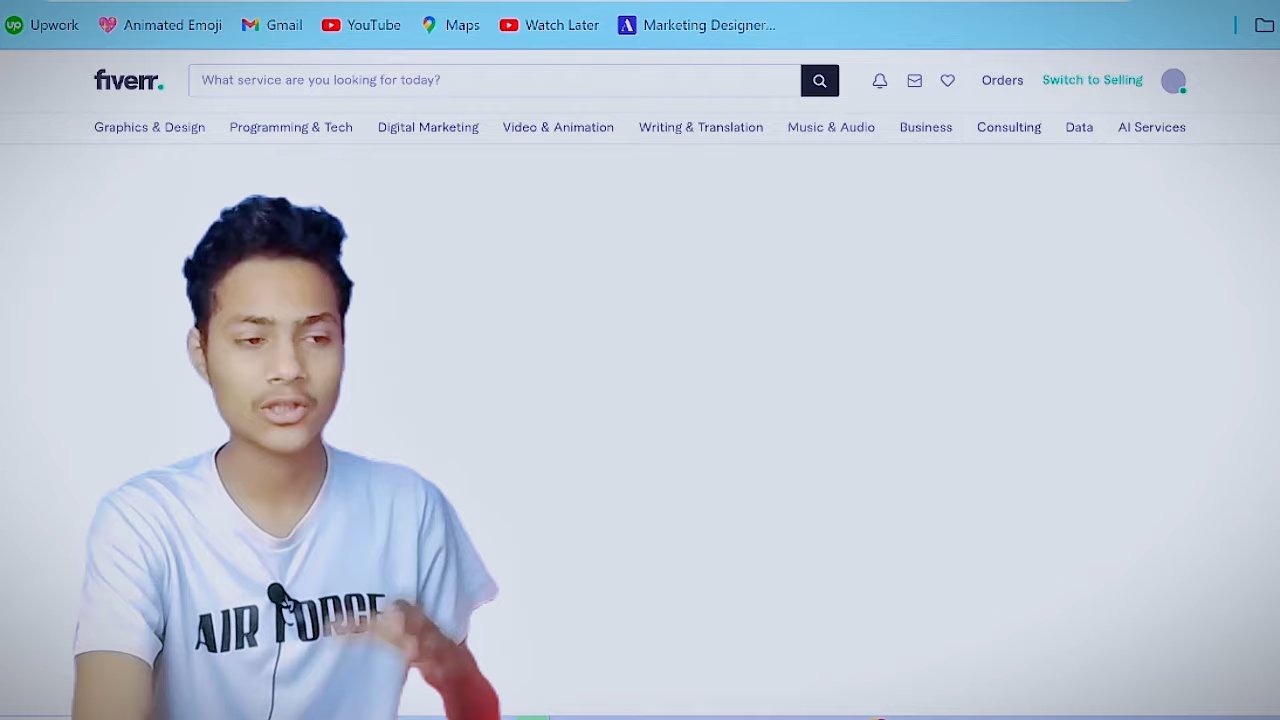 up Upwork Animated Emoji Gmail YouTube Maps Watch Later Marketing Designer...
fiverr. What service are you looking for today? Orders Switch to Selling
Graphics & Design Programming & Tech Digital Marketing Video & Animation Writing & Translation Music & Audio Business Consulting Data AI Services
AIR FORCE